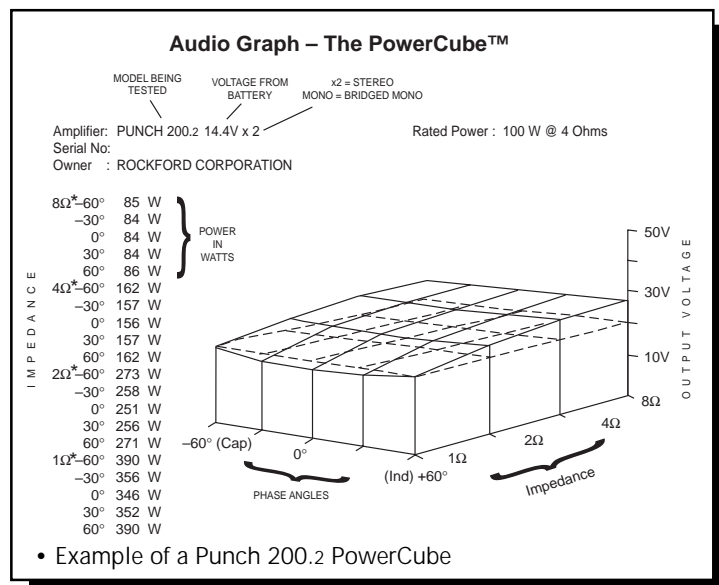 Audio Graph – The PowerCube™
MODEL BEING
TESTED
VOLTAGE FROM
BATTERY
x2 = STEREO
MONO = BRIDGED MONO
Amplifier: PUNCH 200.2 14.4V x 2
Rated Power : 100 W @ 4 Ohms
Serial No:
Owner : ROCKFORD CORPORATION
IMPEDANCE
8Ω*–60° 85 W
–30° 84 W
0° 84 W
30° 84 W
60° 86 W
4Ω*–60° 162 W
–30° 157 W
0° 156 W
30° 157 W
60° 162 W
2Ω*–60° 273 W
–30° 258 W
0° 251 W
30° 256 W
60° 271 W
1Ω*–60° 390 W
–30° 356 W
0° 346 W
30° 352 W
60° 390 W
POWER
IN
WATTS
50V
30V
10V
OUTPUT VOLTAGE
8Ω
4Ω
2Ω
1Ω
Impedance
–60° (Cap)
0°
(Ind) +60°
PHASE ANGLES
• Example of a Punch 200.2 PowerCube